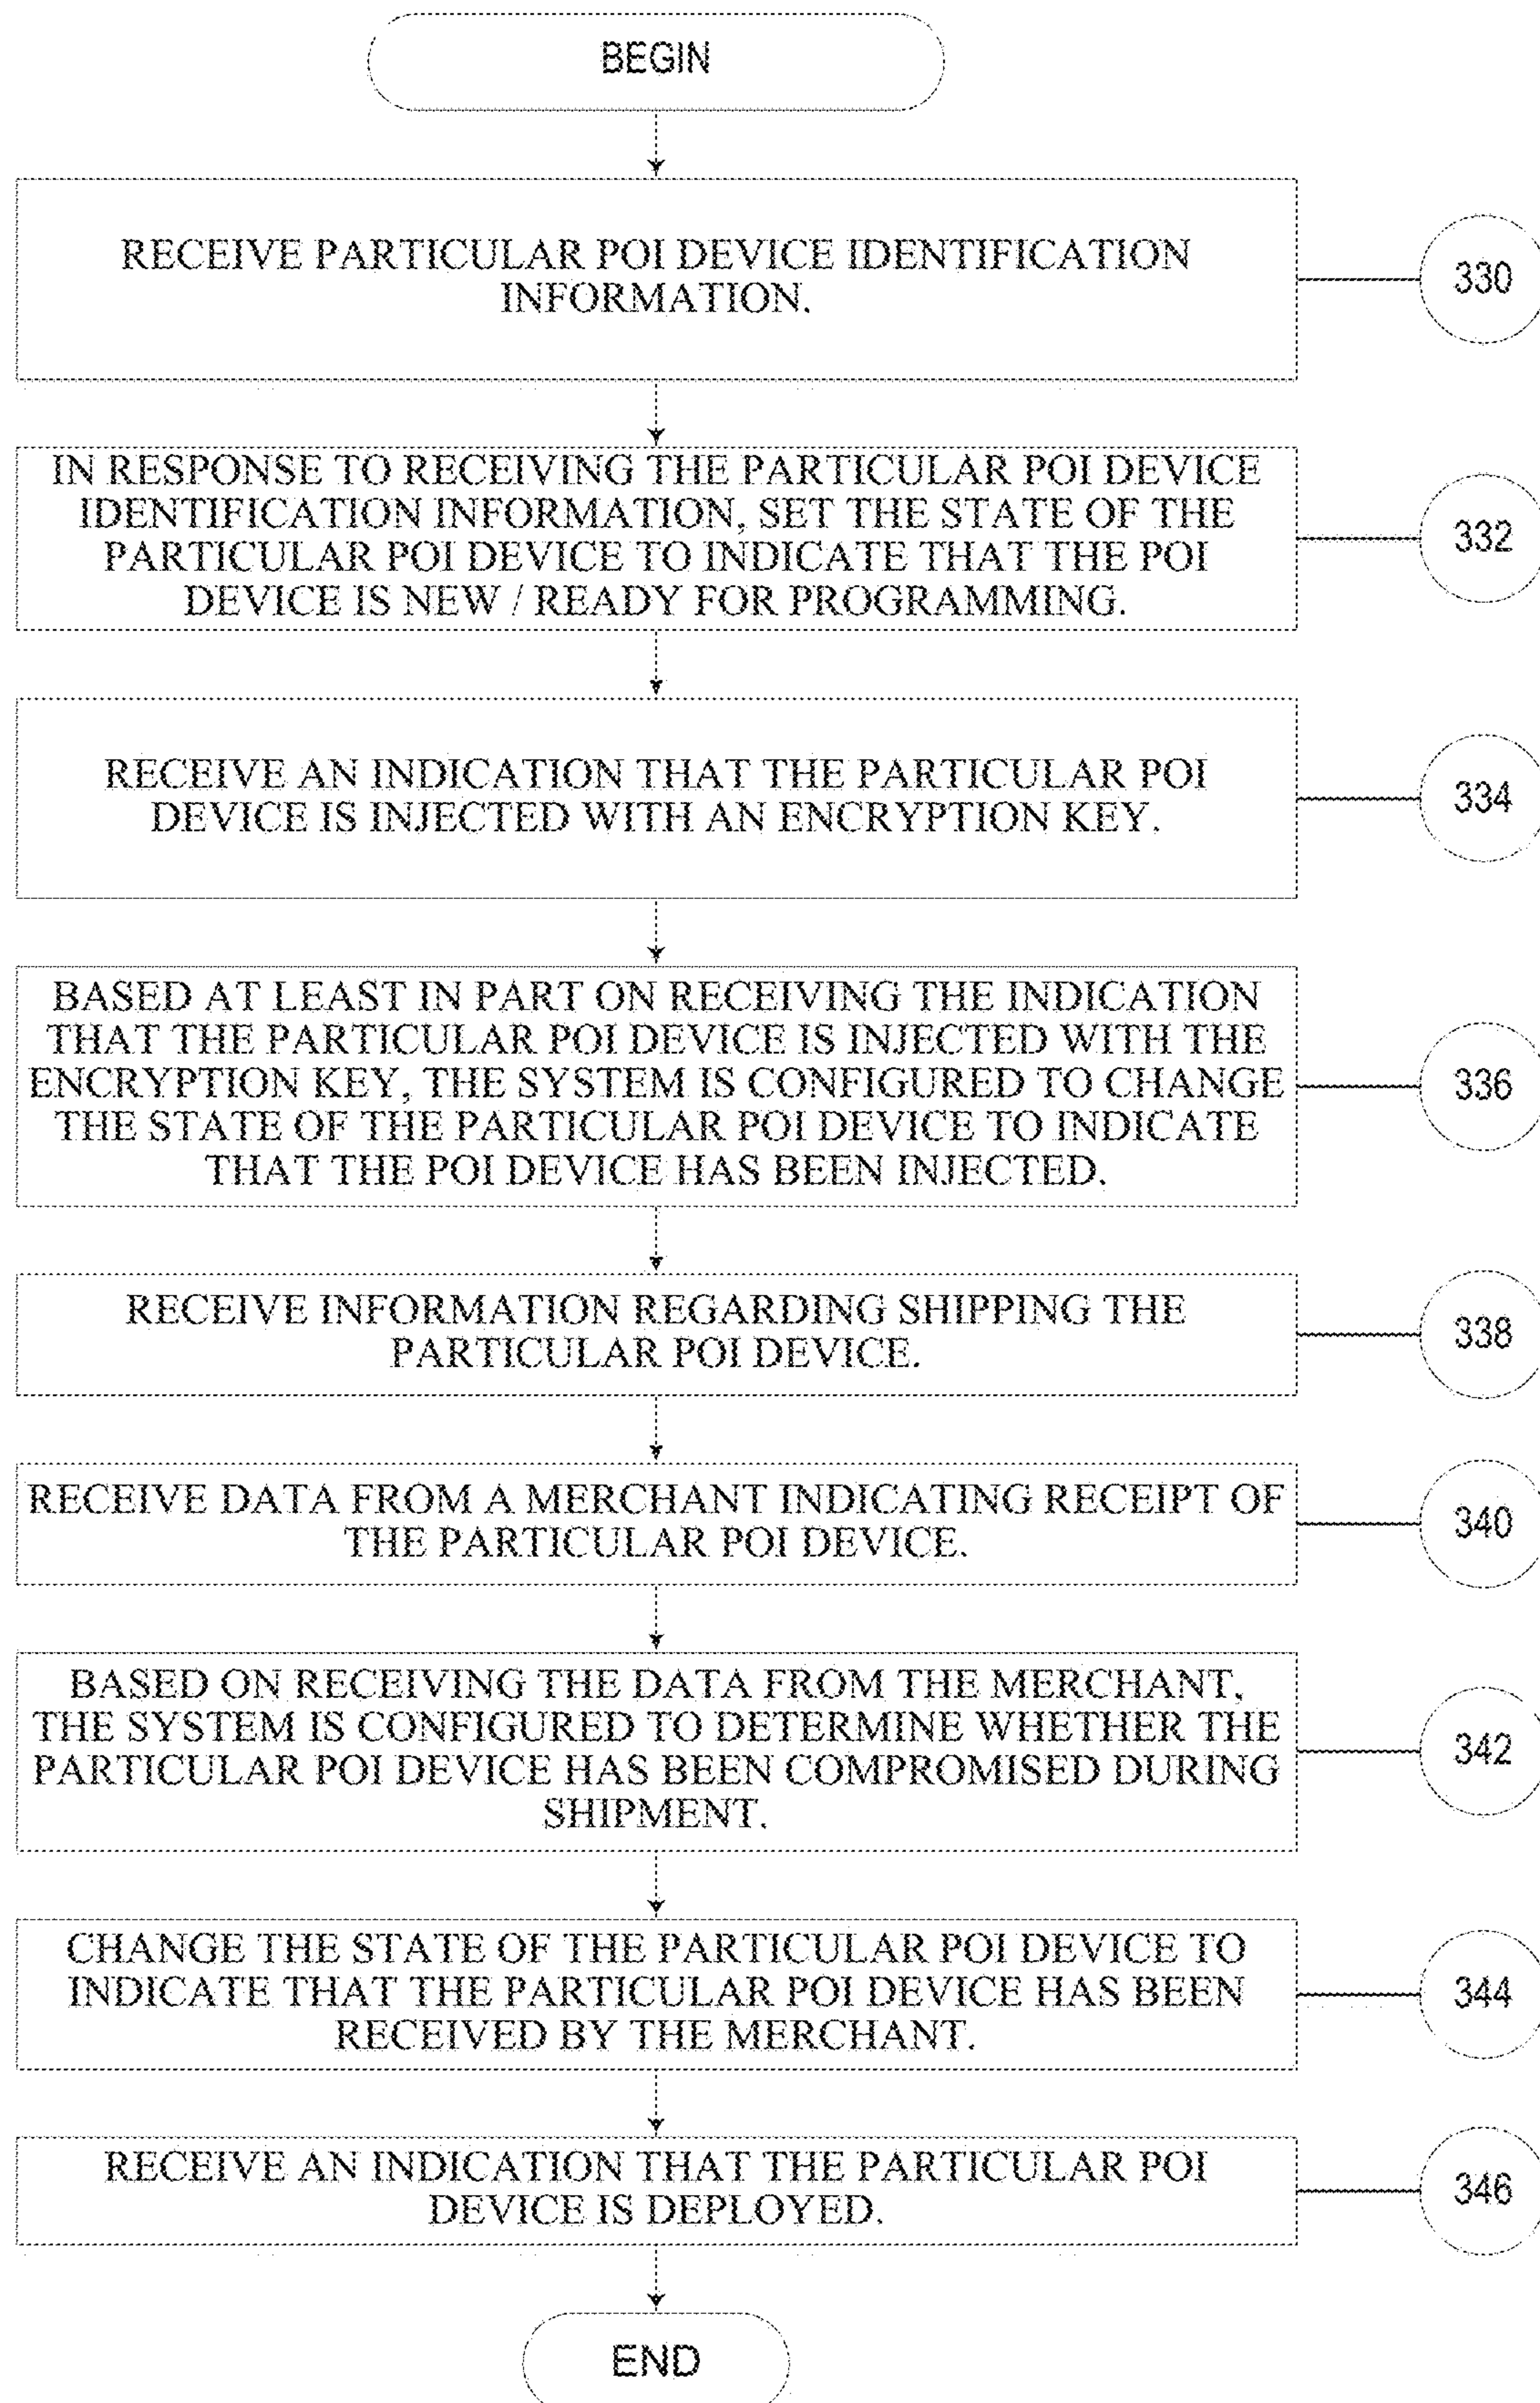 BEGIN
RECEIVE PARTICULAR POI DEVICE IDENTIFICATION
INFORMATION.
330
IN RESPONSE TO RECEIVING THE PARTICULAR POI DEVICE
IDENTIFICATION INFORMATION, SET THE STATE OF THE
PARTICULAR POI DEVICE TO INDICATE THAT THE POI
DEVICE IS NEW / READY FOR PROGRAMMING.
332
RECEIVE AN INDICATION THAT THE PARTICULAR POI
DEVICE IS INJECTED WITH AN ENCRYPTION KEY.
334
BASED AT LEAST IN PART ON RECEIVING THE INDICATION
THAT THE PARTICULAR POI DEVICE IS INJECTED WITH THE
ENCRYPTION KEY, THE SYSTEM IS CONFIGURED TO CHANGE
THE STATE OF THE PARTICULAR POI DEVICE TO INDICATE
THAT THE POI DEVICE HAS BEEN INJECTED.
336
RECEIVE INFORMATION REGARDING SHIPPING THE
PARTICULAR POI DEVICE.
338
RECEIVE DATA FROM A MERCHANT INDICATING RECEIPT OF
THE PARTICULAR POI DEVICE.
340
BASED ON RECEIVING THE DATA FROM THE MERCHANT,
THE SYSTEM IS CONFIGURED TO DETERMINE WHETHER THE
PARTICULAR POI DEVICE HAS BEEN COMPROMISED DURING
SHIPMENT.
342
CHANGE THE STATE OF THE PARTICULAR POI DEVICE TO
INDICATE THAT THE PARTICULAR POI DEVICE HAS BEEN
RECEIVED BY THE MERCHANT.
344
RECEIVE AN INDICATION THAT THE PARTICULAR POI
DEVICE IS DEPLOYED.
346
END